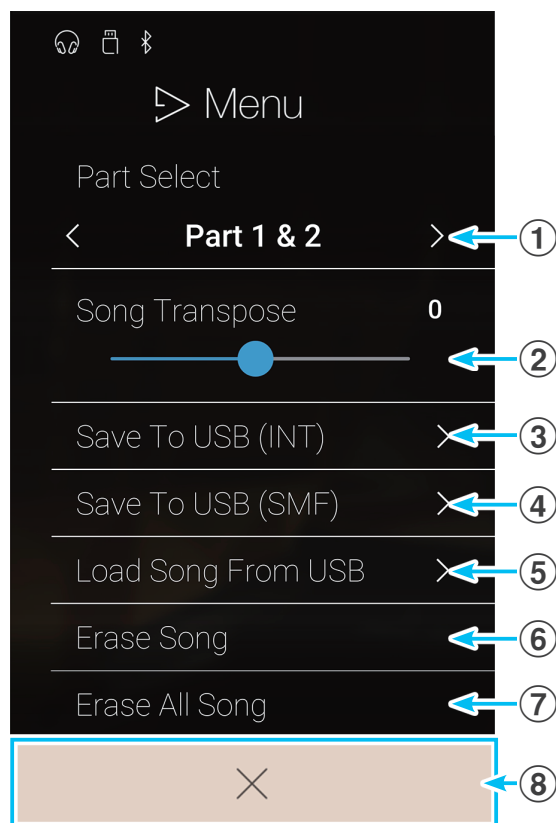 Menu
Part Select
Part 1 & 2
1
Song Transpose 0
2
Save To USB (INT)
3
Save To USB (SMF)
4
Load Song From USB
5
Erase Song
6
Erase All Song
7
8